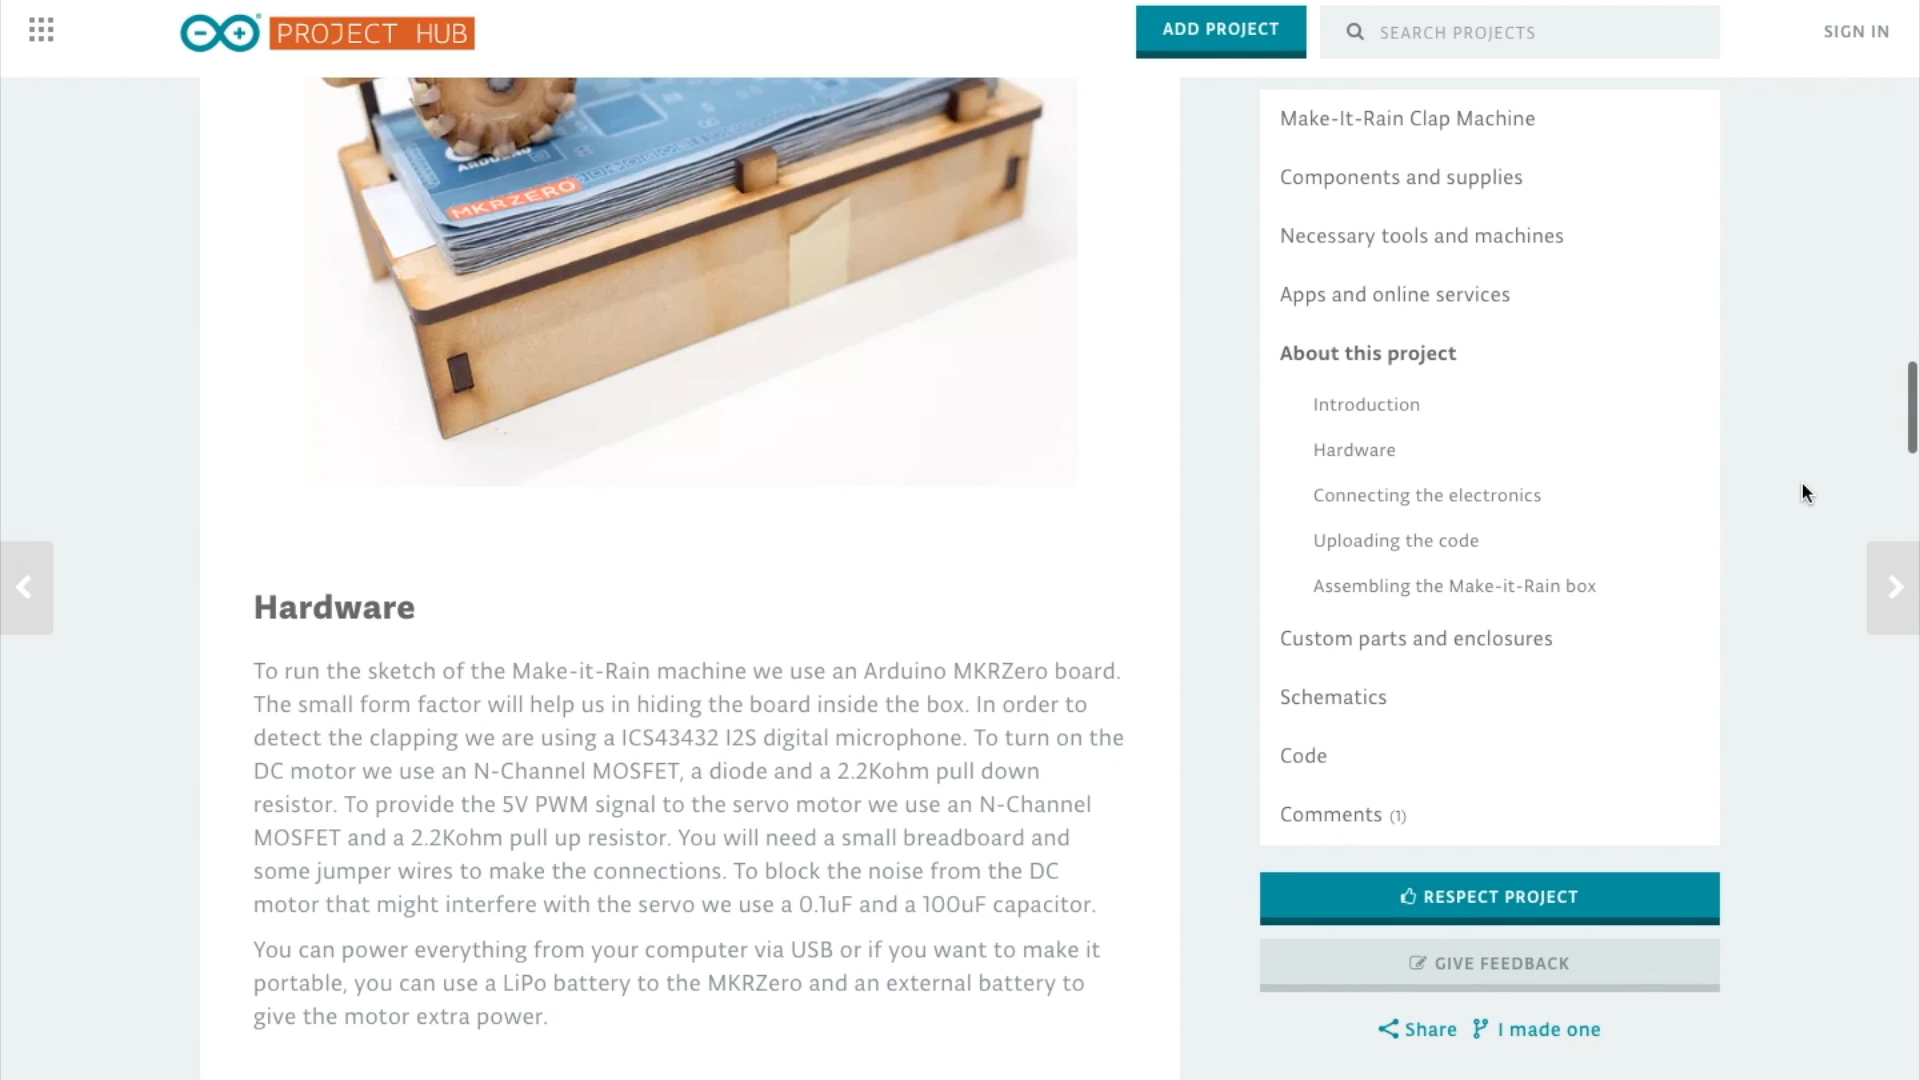 PROJECT HUB
ADD PROJECT
SEARCH PROJECTS
SIGN IN
ARDUINO
MKRZERO
Hardware
To run the sketch of the Make-it-Rain machine we use an Arduino MKRZero board.
The small form factor will help us in hiding the board inside the box. In order to
detect the clapping we are using a ICS43432 I2S digital microphone. To turn on the
DC motor we use an N-Channel MOSFET, a diode and a 2.2Kohm pull down
resistor. To provide the 5V PWM signal to the servo motor we use an N-Channel
MOSFET and a 2.2Kohm pull up resistor. You will need a small breadboard and
some jumper wires to make the connections. To block the noise from the DC
motor that might interfere with the servo we use a 0.1uF and a 100uF capacitor.
You can power everything from your computer via USB or if you want to make it
portable, you can use a LiPo battery to the MKRZero and an external battery to
give the motor extra power.
Make-It-Rain Clap Machine
Components and supplies
Necessary tools and machines
Apps and online services
About this project
Introduction
Hardware
Connecting the electronics
Uploading the code
Assembling the Make-it-Rain box
Custom parts and enclosures
Schematics
Code
Comments (1)
RESPECT PROJECT
GIVE FEEDBACK
Share I made one